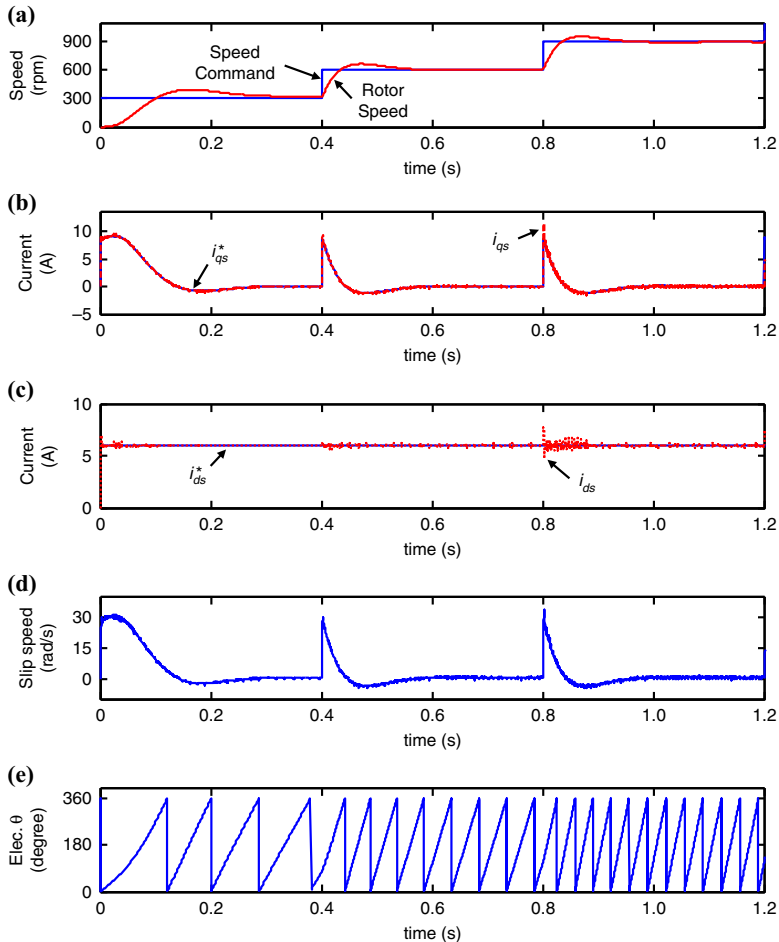 (a)
Speed
(rpm)
900
600
300
0
Speed
Command
Rotor
Speed
0 0.2 0.4 0.6 0.8 1.0 1.2
time (s)
(b)
Current
(A)
10
5
0
−5
i*qs
iqs
0 0.2 0.4 0.6 0.8 1.0 1.2
time (s)
(c)
Current
(A)
10
5
0
i*ds
ids
0 0.2 0.4 0.6 0.8 1.0 1.2
time (s)
(d)
Slip speed
(rad/s)
30
15
0
0 0.2 0.4 0.6 0.8 1.0 1.2
time (s)
(e)
Elec. θ
(degree)
360
180
0
0 0.2 0.4 0.6 0.8 1.0 1.2
time (s)